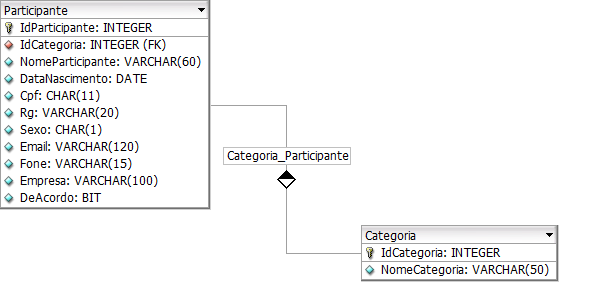 Participante
IdParticipante: INTEGER
IdCategoria: INTEGER (FK)
NomeParticipante: VARCHAR(60)
DataNascimento: DATE
Cpf: CHAR(11)
Rg: VARCHAR(20)
Sexo: CHAR(1)
Email: VARCHAR(120)
Fone: VARCHAR(15)
Empresa: VARCHAR(100)
DeAcordo: BIT
Categoria_Participante
Categoria
IdCategoria: INTEGER
NomeCategoria: VARCHAR(50)